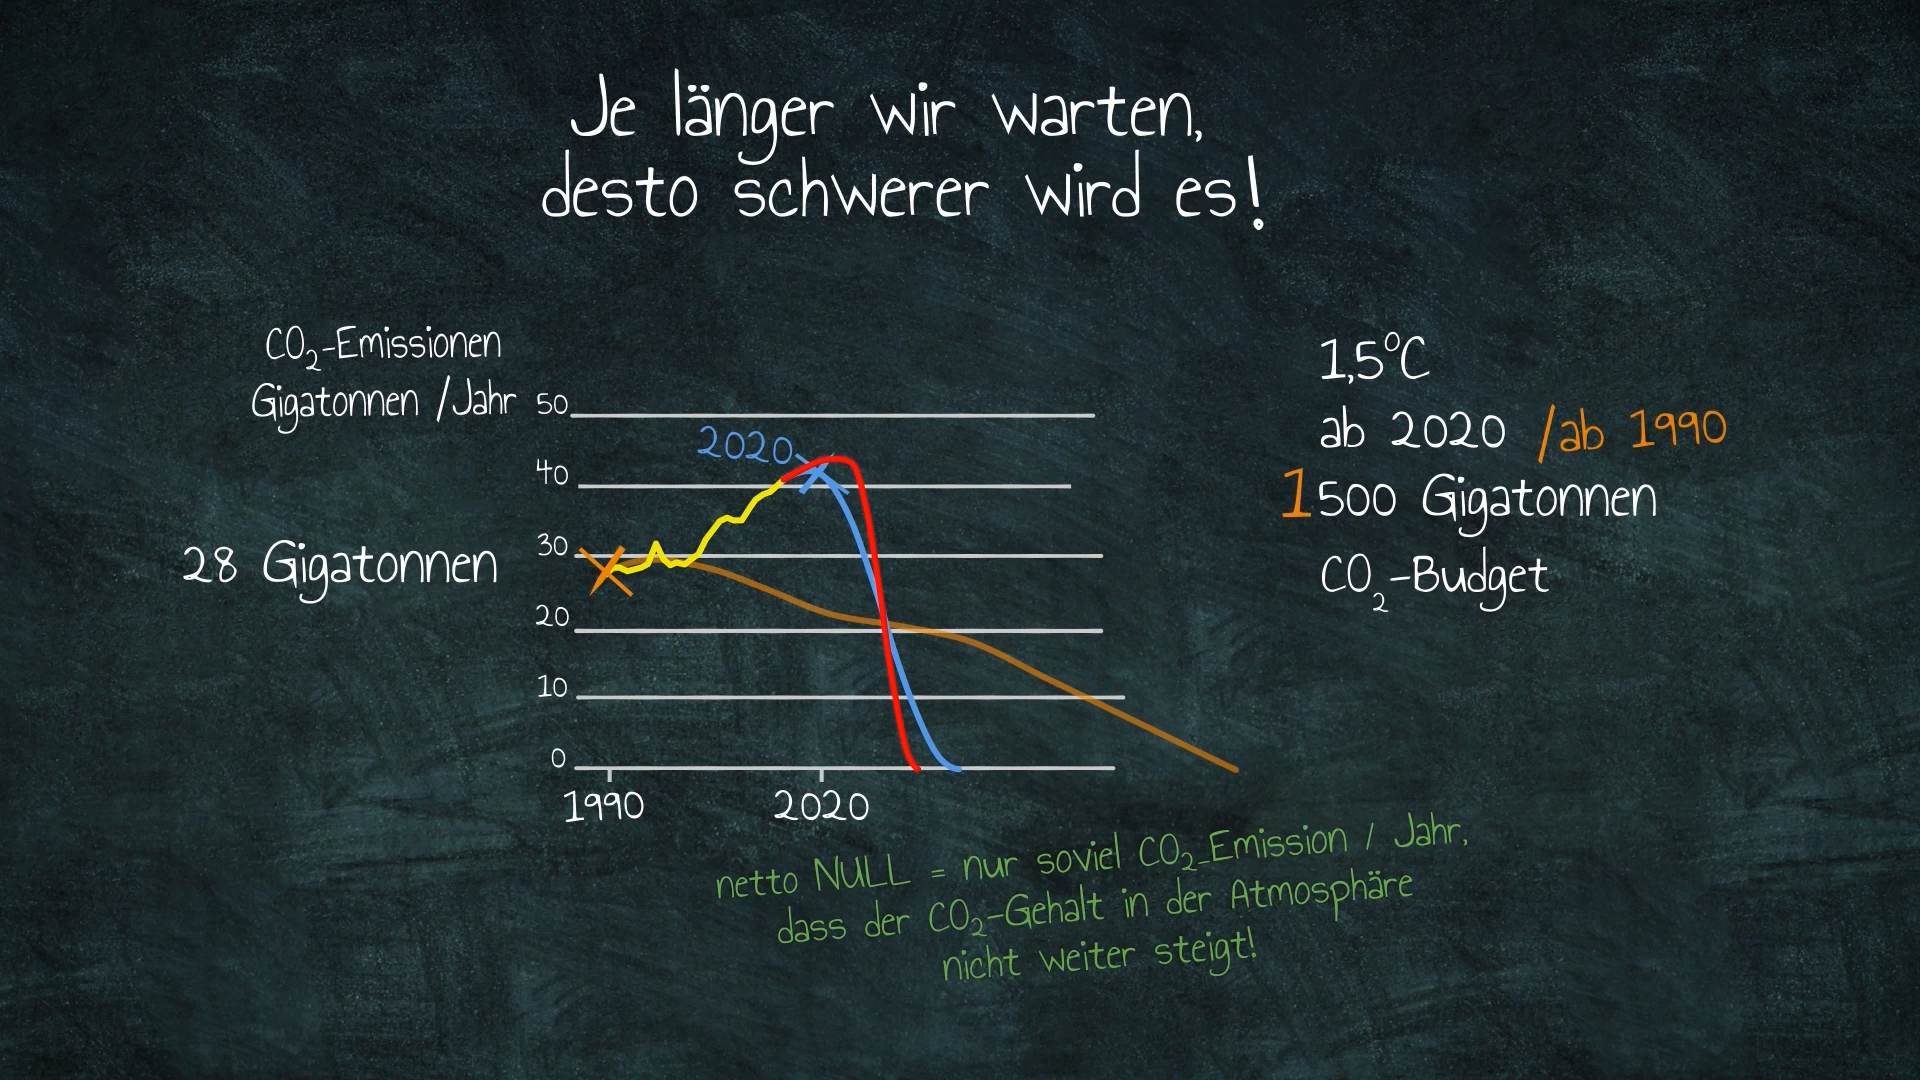 Je länger wir warten,
desto schwerer wird es!
CO₂-Emissionen
Gigatonnen /Jahr
50
2020
40
30
28 Gigatonnen
20
10
0
1990 2020
1,5°C
ab 2020 /ab 1990
1500 Gigatonnen
CO₂-Budget
netto NULL = nur soviel CO₂-Emission / Jahr,
dass der CO₂-Gehalt in der Atmosphäre
nicht weiter steigt!